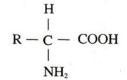 H
R — C — COOH
NH₂